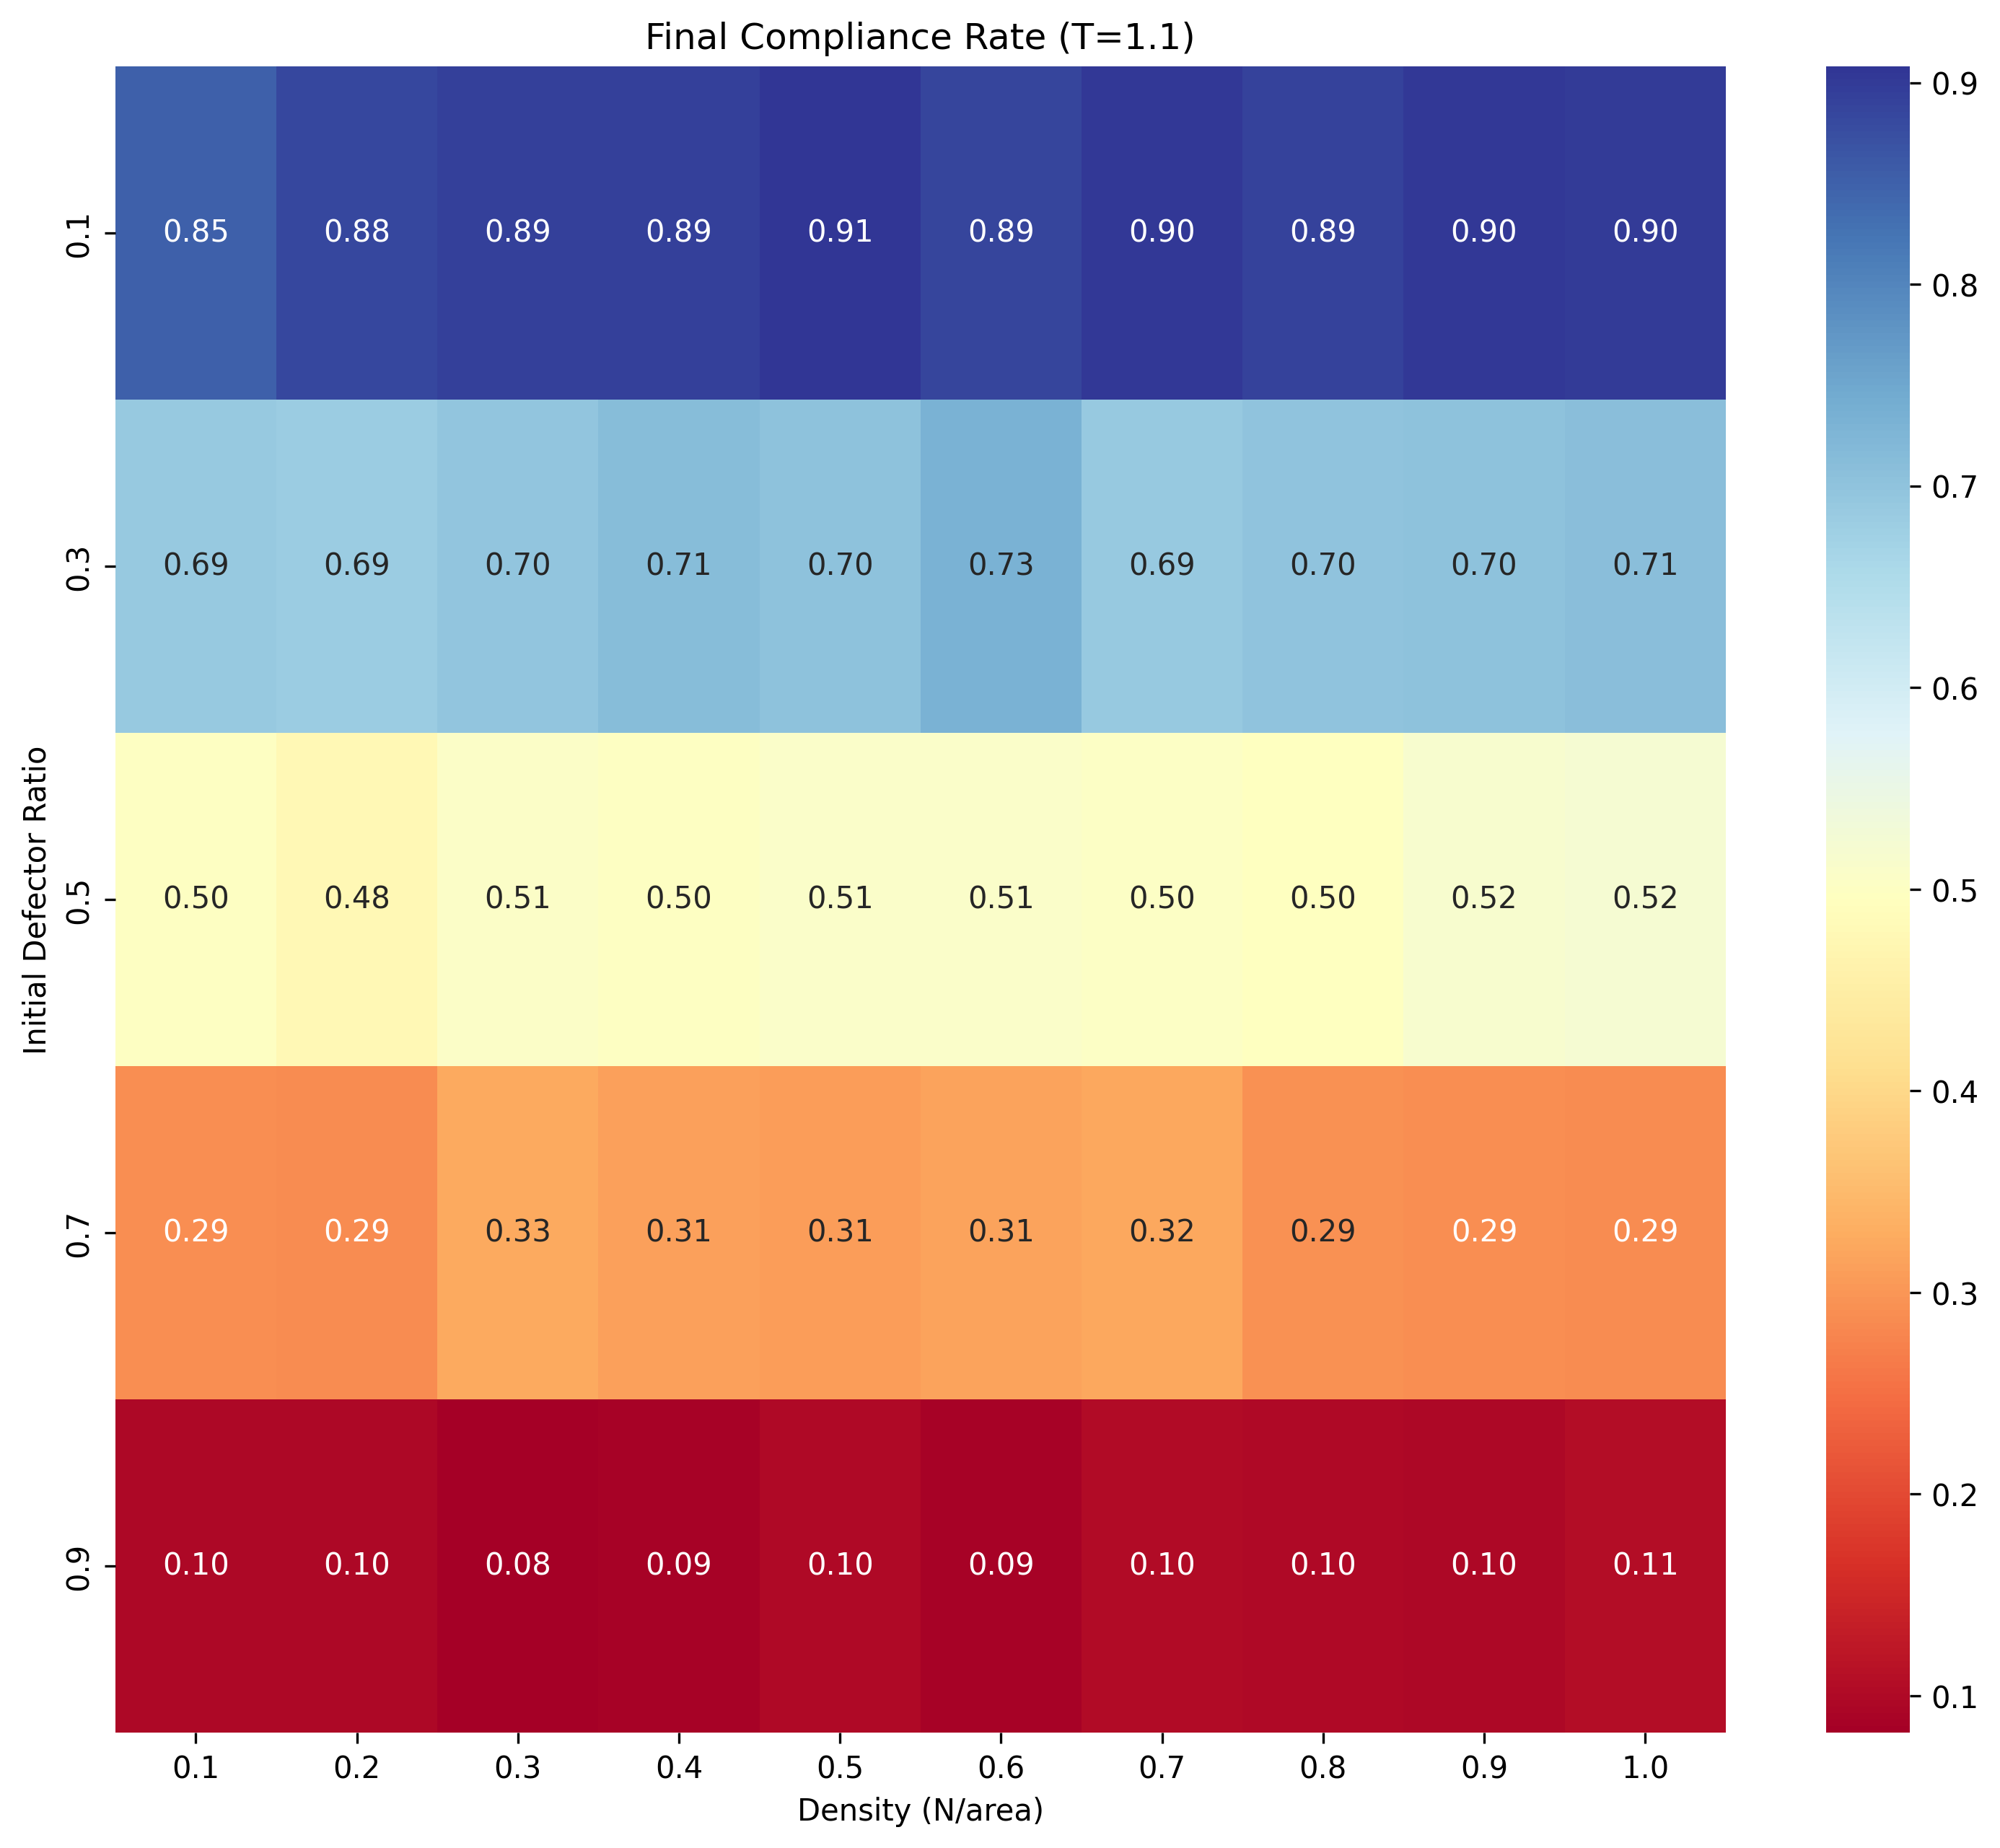 Final Compliance Rate (T=1.1)
0.1 0.85 0.88 0.89 0.89 0.91 0.89 0.90 0.89 0.90 0.90
0.3 0.69 0.69 0.70 0.71 0.70 0.73 0.69 0.70 0.70 0.71
0.5 0.50 0.48 0.51 0.50 0.51 0.51 0.50 0.50 0.52 0.52
0.7 0.29 0.29 0.33 0.31 0.31 0.31 0.32 0.29 0.29 0.29
0.9 0.10 0.10 0.08 0.09 0.10 0.09 0.10 0.10 0.10 0.11
Initial Defector Ratio
0.1 0.2 0.3 0.4 0.5 0.6 0.7 0.8 0.9 1.0
Density (N/area)
0.9
0.8
0.7
0.6
0.5
0.4
0.3
0.2
0.1